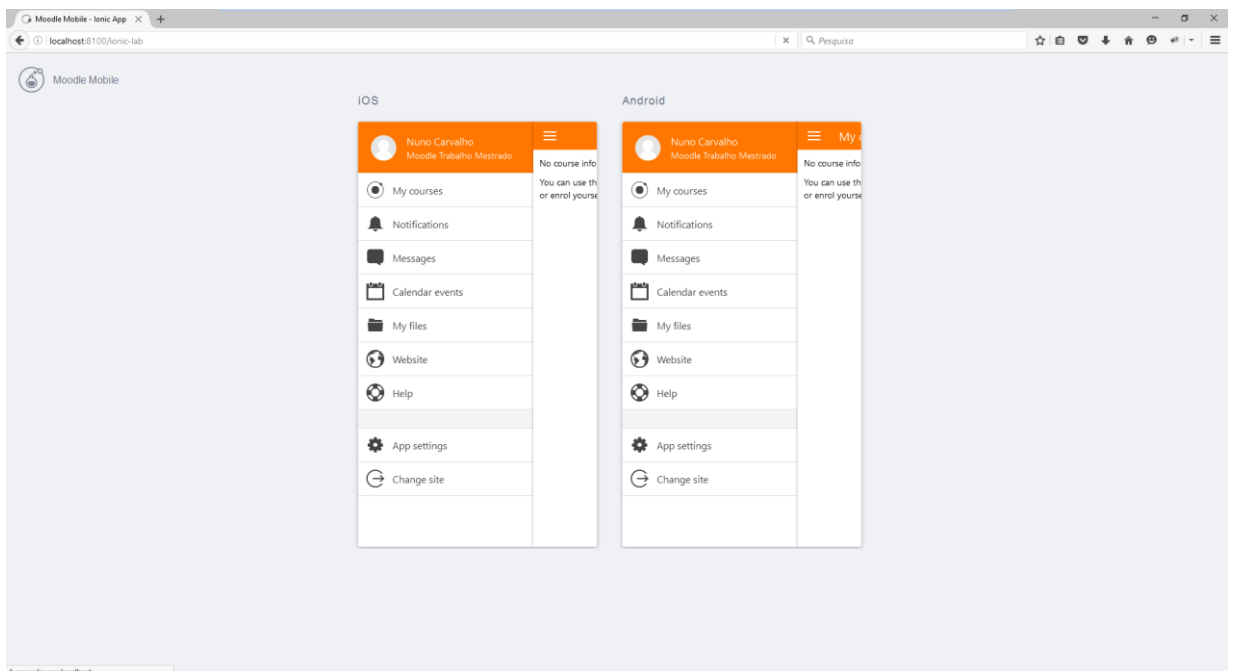 Moodle Mobile - Ionic App
localhost:8100/ionic-lab
Pesquisa
Moodle Mobile
iOS
Nuno Carvalho
Moodle Trabalho Mestrado
My courses
Notifications
Messages
Calendar events
My files
Website
Help
App settings
Change site
No course info
You can use th
or enrol yourse
Android
Nuno Carvalho
Moodle Trabalho Mestrado
My courses
Notifications
Messages
Calendar events
My files
Website
Help
App settings
Change site
My c
No course info
You can use th
or enrol yourse